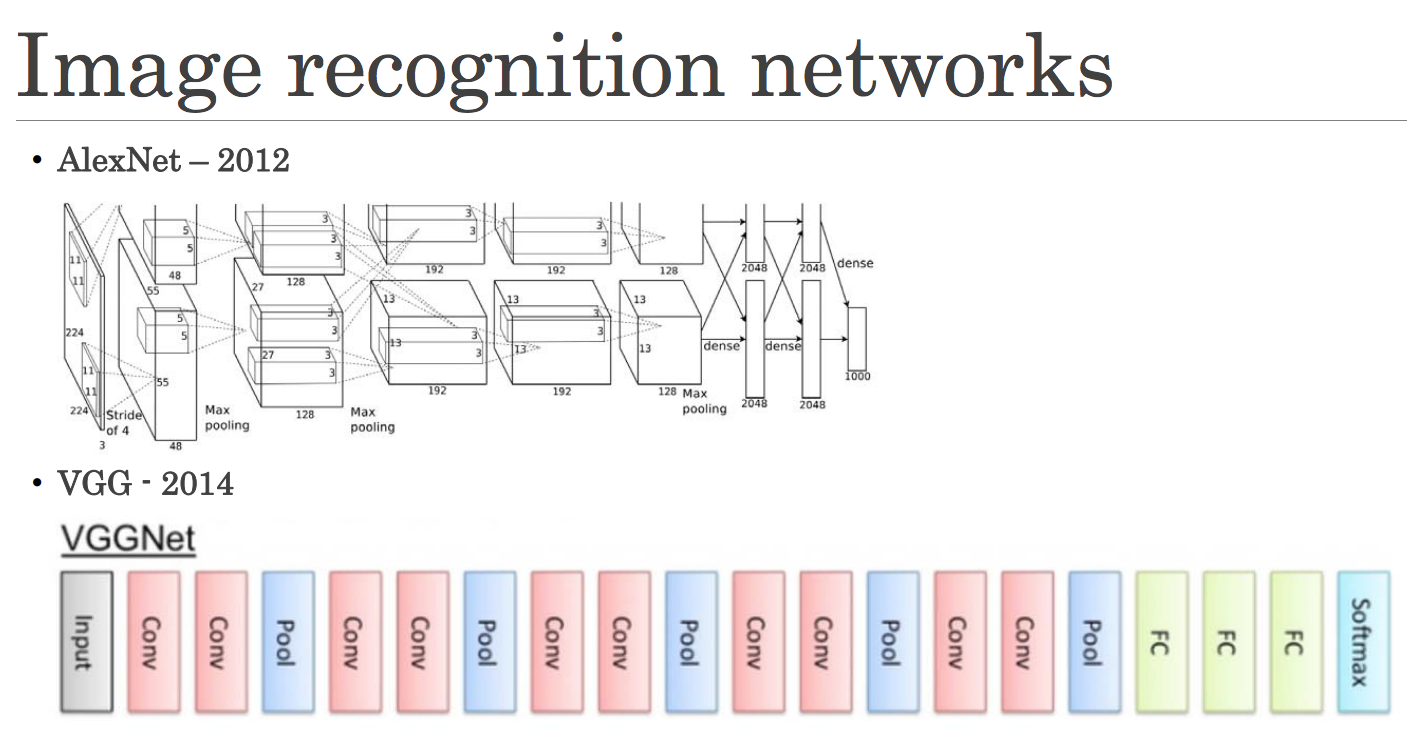 Image recognition networks
• AlexNet – 2012
11
11
224
11
11
224
3
Stride
of 4
5
5
48
55
5
5
55
48
Max
pooling
3
3
3
128
27
3
3
27
3
3
128
Max
pooling
3
3
192
13
13
3
3
192
3
3
192
13
13
3
3
192
128
13
13
128
Max
pooling
dense
2048
2048
dense
2048
2048
dense
1000
• VGG - 2014
VGGNet
Input
Conv
Conv
Pool
Conv
Conv
Pool
Conv
Conv
Pool
Conv
Conv
Pool
Conv
Conv
Pool
FC
FC
FC
Softmax